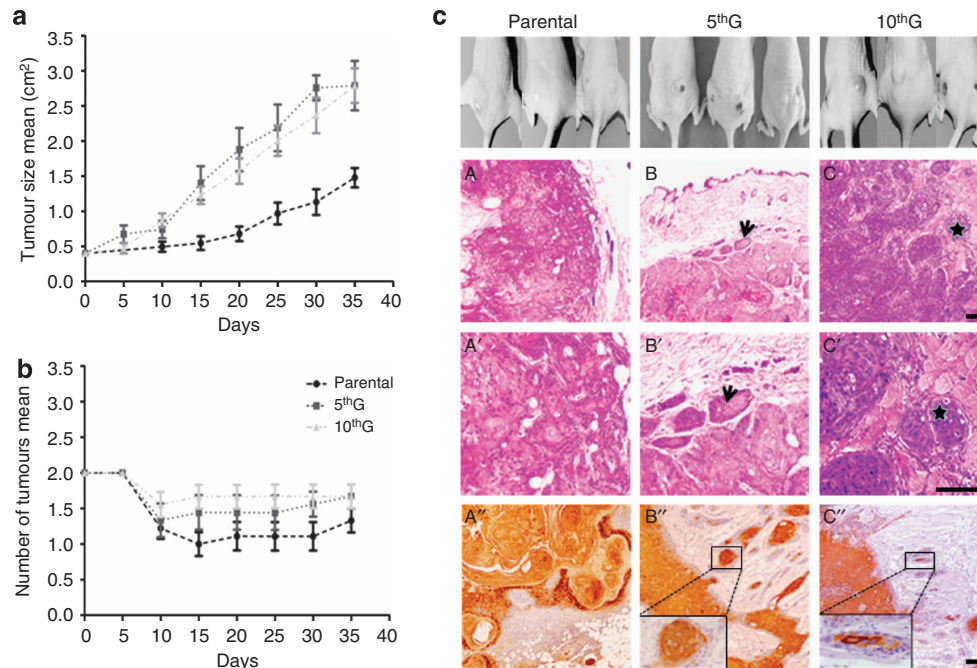 a
3.5
3.0
2.5
2.0
1.5
1.0
0.5
0.0
Tumour size mean (cm²)
0 5 10 15 20 25 30 35 40
Days
b
3.5
3.0
2.5
2.0
1.5
1.0
0.5
0.0
Number of tumours mean
Parental
5thG
10thG
0 5 10 15 20 25 30 35 40
Days
c
Parental 5thG 10thG
A B C
A′ B′ C′
A″ B″ C″